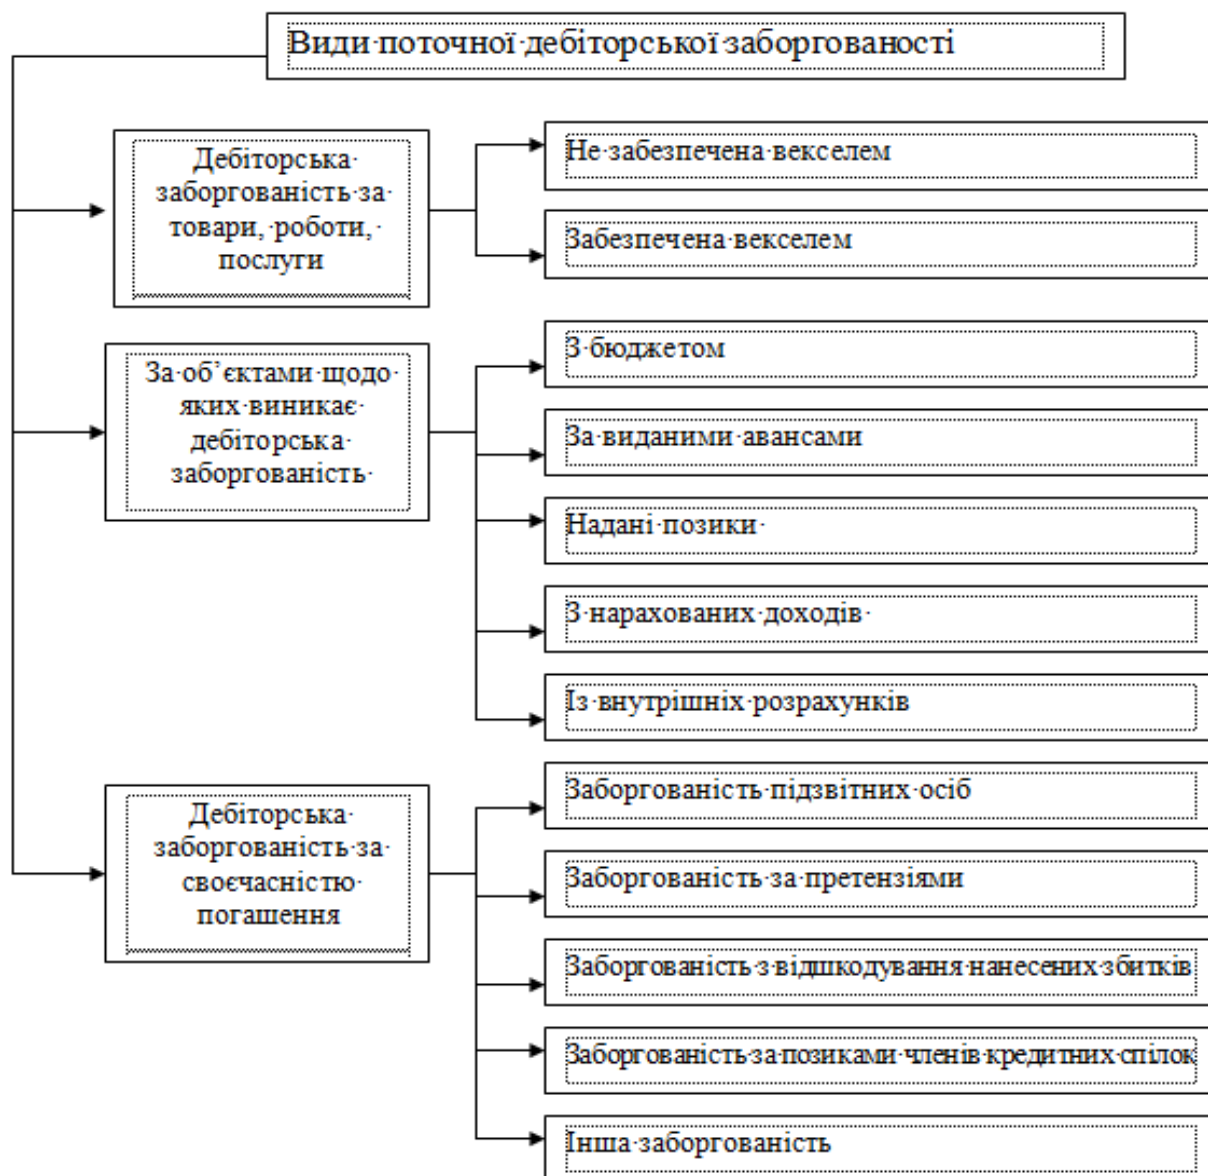 Види поточної дебіторської заборгованості
Дебіторська
заборгованість за
товари, роботи,
послуги
Не забезпечена векселем
Забезпечена векселем
За об’єктами щодо
яких виникає
дебіторська
заборгованість
З бюджетом
За виданими авансами
Надані позики
З нарахованих доходів
Із внутрішніх розрахунків
Дебіторська
заборгованість за
своєчасністю
погашення
Заборгованість підзвітних осіб
Заборгованість за претензіями
Заборгованість з відшкодування нанесених збитків
Заборгованість за позиками членів кредитних спілок
Інша заборгованість